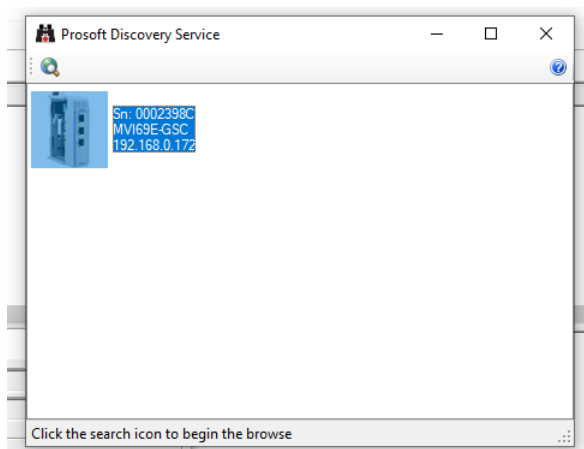 Prosoft Discovery Service
Sn: 0002398C
MVI69E-GSC
192.168.0.172
Click the search icon to begin the browse